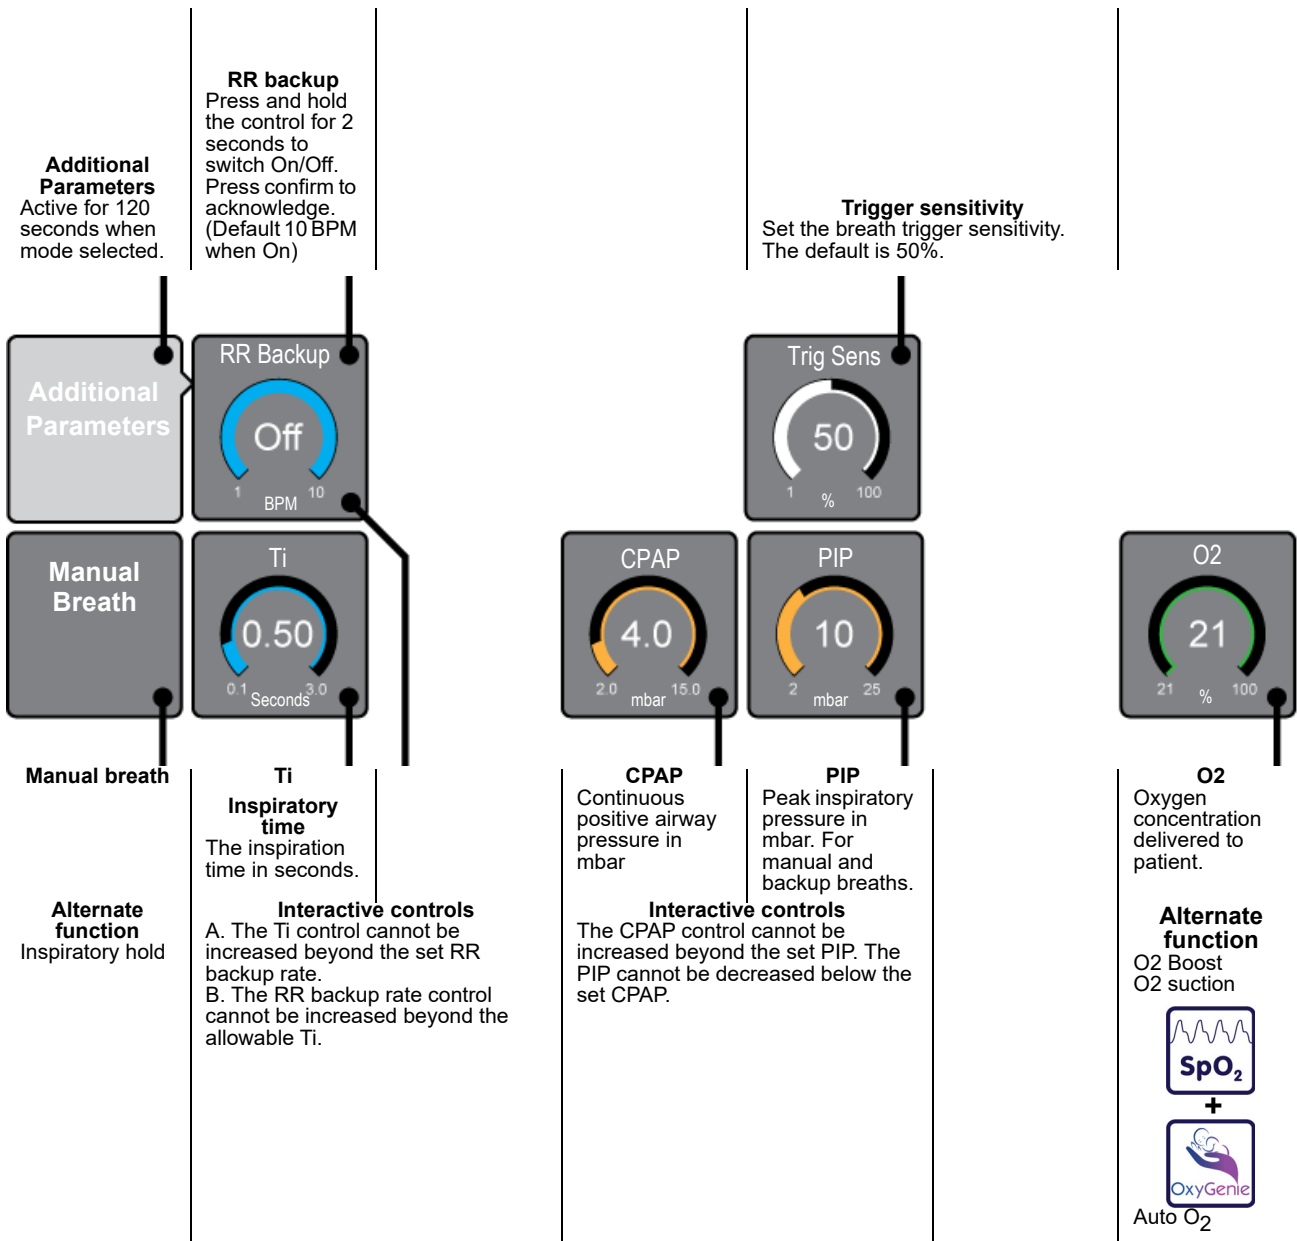 RR backup
Press and hold
the control for 2
seconds to
switch On/Off.
Press confirm to
acknowledge.
(Default 10 BPM
when On)
Additional
Parameters
Active for 120
seconds when
mode selected.
Trigger sensitivity
Set the breath trigger sensitivity.
The default is 50%.
Additional
Parameters
RR Backup
Off
1 10
BPM
Trig Sens
50
1 100
%
Manual
Breath
Ti
0.50
0.1 3.0
Seconds
CPAP
4.0
2.0 15.0
mbar
PIP
10
2 25
mbar
O2
21
21 100
%
Manual breath
Alternate
function
Inspiratory hold
Ti
Inspiratory
time
The inspiration
time in seconds.
Interactive controls
A. The Ti control cannot be
increased beyond the set RR
backup rate.
B. The RR backup rate control
cannot be increased beyond the
allowable Ti.
CPAP
Continuous
positive airway
pressure in
mbar
PIP
Peak inspiratory
pressure in
mbar. For
manual and
backup breaths.
Interactive controls
The CPAP control cannot be
increased beyond the set PIP. The
PIP cannot be decreased below the
set CPAP.
O2
Oxygen
concentration
delivered to
patient.
Alternate
function
O2 Boost
O2 suction
SpO2
+
OxyGenie
Auto O2